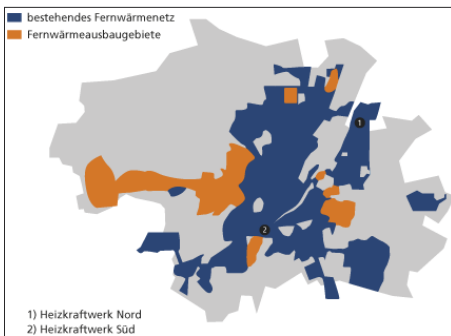 bestehendes Fernwärmenetz
Fernwärmeausbaugebiete
1
2
1) Heizkraftwerk Nord
2) Heizkraftwerk Süd